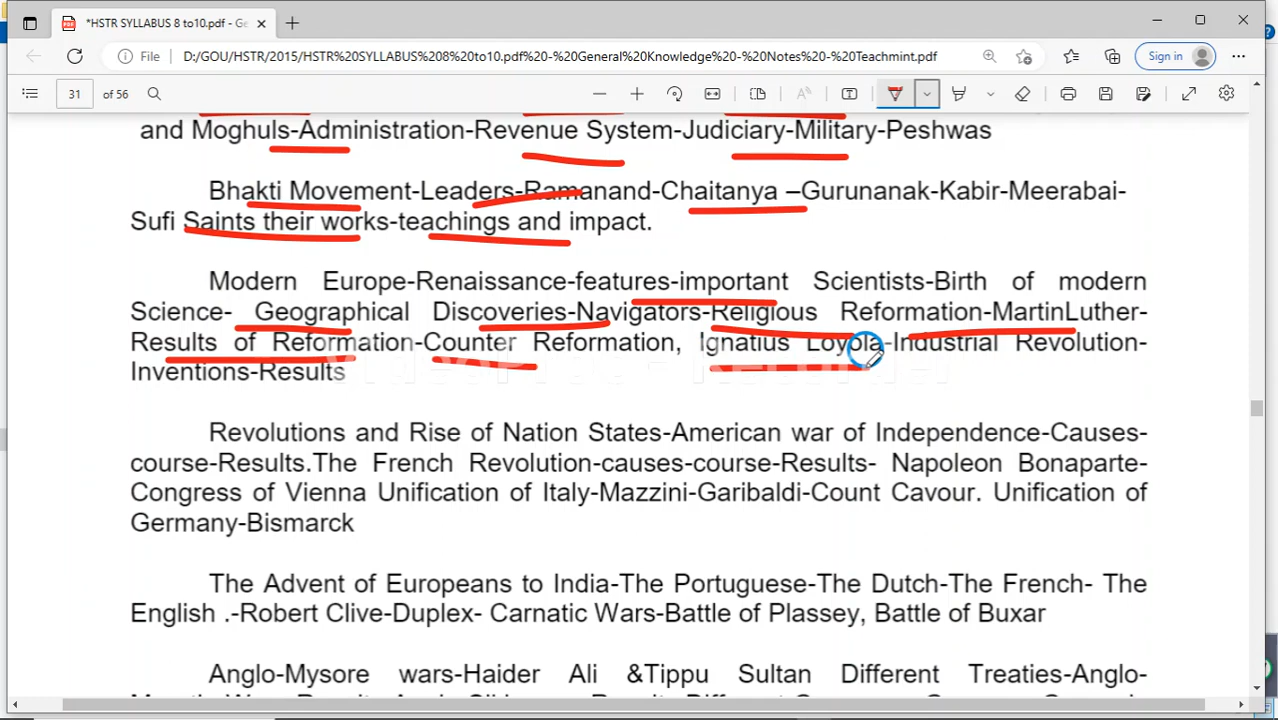 *HSTR SYLLABUS 8 to10.pdf - Ge
File D:/GOU/HSTR/2015/HSTR%20SYLLABUS%208%20to10.pdf%20-%20General%20Knowledge%20-%20Notes%20-%20Teachmint.pdf Sign in
31 of 56
and Moghuls-Administration-Revenue System-Judiciary-Military-Peshwas
Bhakti Movement-Leaders-Ramanand-Chaitanya –Gurunanak-Kabir-Meerabai-
Sufi Saints their works-teachings and impact.
Modern Europe-Renaissance-features-important Scientists-Birth of modern
Science- Geographical Discoveries-Navigators-Religious Reformation-MartinLuther-
Results of Reformation-Counter Reformation, Ignatius Loyola-Industrial Revolution-
Inventions-Results
Revolutions and Rise of Nation States-American war of Independence-Causes-
course-Results.The French Revolution-causes-course-Results- Napoleon Bonaparte-
Congress of Vienna Unification of Italy-Mazzini-Garibaldi-Count Cavour. Unification of
Germany-Bismarck
The Advent of Europeans to India-The Portuguese-The Dutch-The French- The
English .-Robert Clive-Duplex- Carnatic Wars-Battle of Plassey, Battle of Buxar
Anglo-Mysore wars-Haider Ali &Tippu Sultan Different Treaties-Anglo-